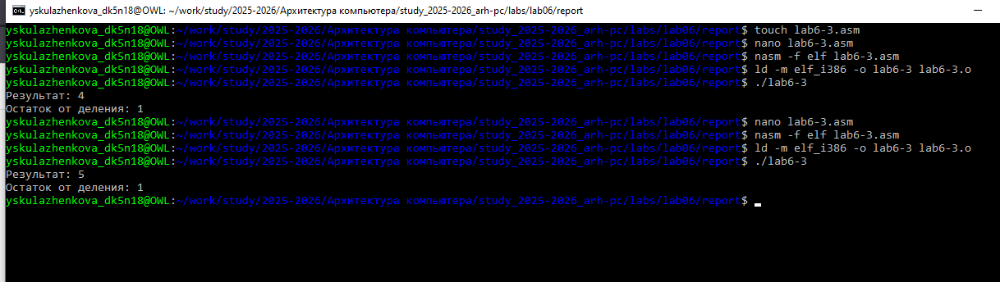 yskulazhenkova_dk5n18@OWL: ~/work/study/2025-2026/Архитектура компьютера/study_2025-2026_arh-pc/labs/lab06/report
yskulazhenkova_dk5n18@OWL:~/work/study/2025-2026/Архитектура компьютера/study_2025-2026_arh-pc/labs/lab06/report$ touch lab6-3.asm
yskulazhenkova_dk5n18@OWL:~/work/study/2025-2026/Архитектура компьютера/study_2025-2026_arh-pc/labs/lab06/report$ nano lab6-3.asm
yskulazhenkova_dk5n18@OWL:~/work/study/2025-2026/Архитектура компьютера/study_2025-2026_arh-pc/labs/lab06/report$ nasm -f elf lab6-3.asm
yskulazhenkova_dk5n18@OWL:~/work/study/2025-2026/Архитектура компьютера/study_2025-2026_arh-pc/labs/lab06/report$ ld -m elf_i386 -o lab6-3 lab6-3.o
yskulazhenkova_dk5n18@OWL:~/work/study/2025-2026/Архитектура компьютера/study_2025-2026_arh-pc/labs/lab06/report$ ./lab6-3
Результат: 4
Остаток от деления: 1
yskulazhenkova_dk5n18@OWL:~/work/study/2025-2026/Архитектура компьютера/study_2025-2026_arh-pc/labs/lab06/report$ nano lab6-3.asm
yskulazhenkova_dk5n18@OWL:~/work/study/2025-2026/Архитектура компьютера/study_2025-2026_arh-pc/labs/lab06/report$ nasm -f elf lab6-3.asm
yskulazhenkova_dk5n18@OWL:~/work/study/2025-2026/Архитектура компьютера/study_2025-2026_arh-pc/labs/lab06/report$ ld -m elf_i386 -o lab6-3 lab6-3.o
yskulazhenkova_dk5n18@OWL:~/work/study/2025-2026/Архитектура компьютера/study_2025-2026_arh-pc/labs/lab06/report$ ./lab6-3
Результат: 5
Остаток от деления: 1
yskulazhenkova_dk5n18@OWL:~/work/study/2025-2026/Архитектура компьютера/study_2025-2026_arh-pc/labs/lab06/report$